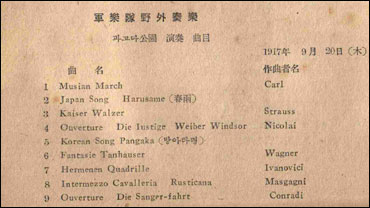 軍樂隊野外奏樂
파고다公園 演奏 曲目
1917年 9月 20日(木)
曲名 作曲者名
1 Musian March Carl
2 Japan Song Harusame (春雨)
3 Kaiser Walzer Strauss
4 Ouverture Die Iustige Weiber Windsor Nicolai
5 Korean Song Pangaka (방아타령)
6 Fantasie Tanhauser Wagner
7 Hermenen Quadrille Ivanovici
8 Intermezzo Cavalleria Rusticana Masgagni
9 Ouverture Die Sanger-fahrt Conradi